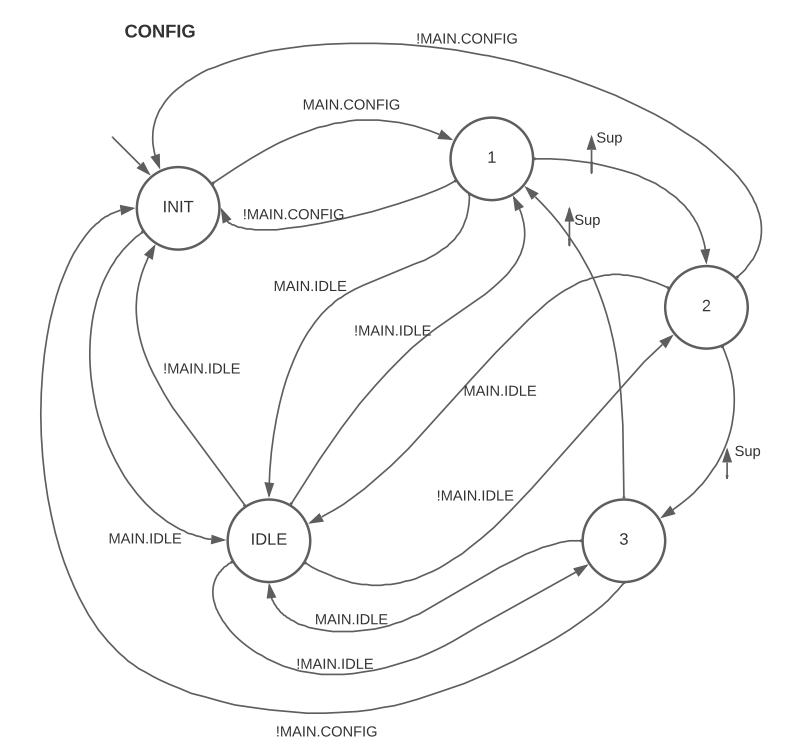 CONFIG
!MAIN.CONFIG
MAIN.CONFIG
Sup
1
INIT
!MAIN.CONFIG
Sup
MAIN.IDLE
2
!MAIN.IDLE
!MAIN.IDLE
MAIN.IDLE
Sup
!MAIN.IDLE
MAIN.IDLE
IDLE
3
MAIN.IDLE
!MAIN.IDLE
!MAIN.CONFIG